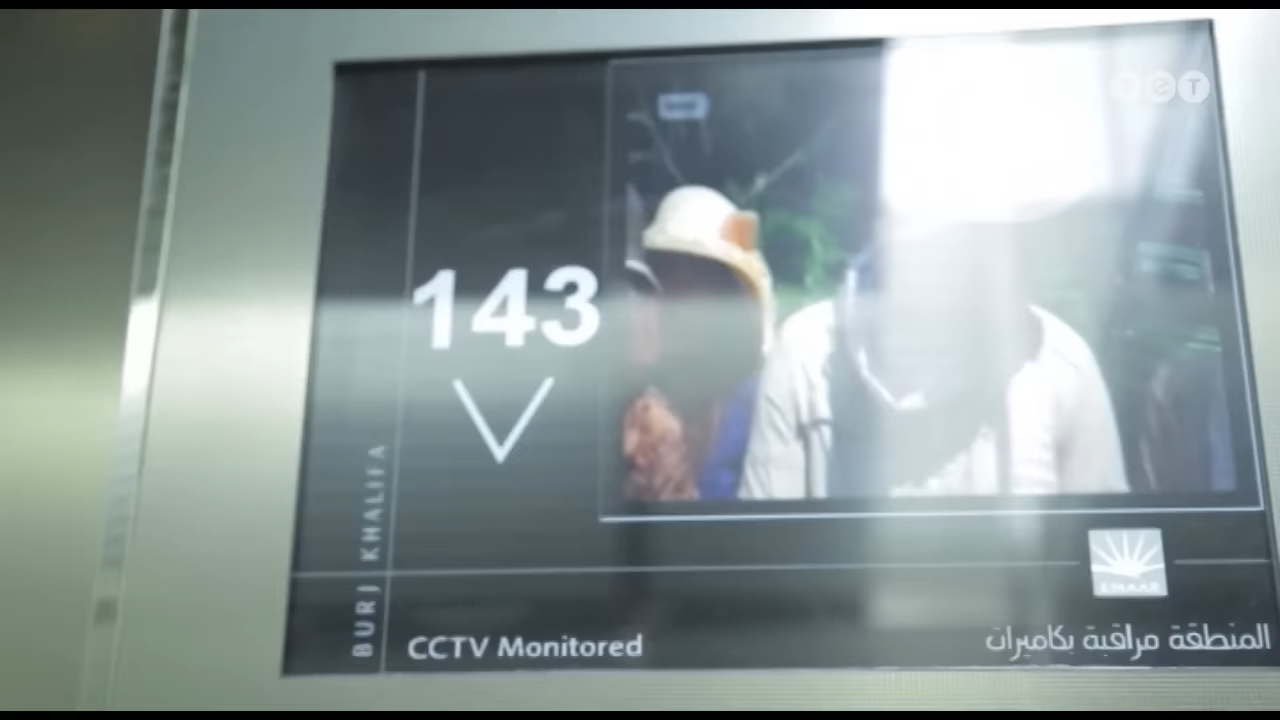 143
BURJ KHALIFA
EMAAR
CCTV Monitored
المنطقة مراقبة بكاميرات